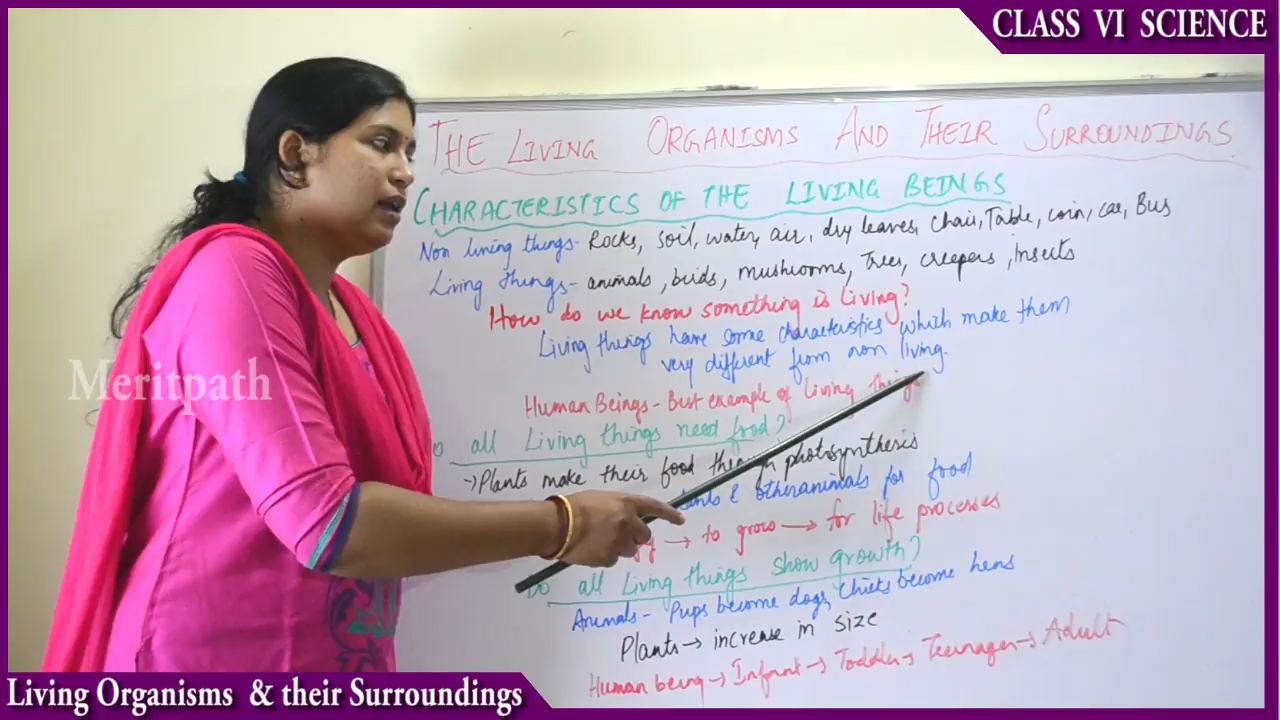 CLASS VI SCIENCE
THE LIVING ORGANISMS AND THEIR SURROUNDINGS
CHARACTERISTICS OF THE LIVING BEINGS
Non living things - Rocks, soil, water, air, dry leaves, chair, Table, coin, car, Bus
Living things - animals, birds, mushrooms, Trees, creepers, insects
How do we know something is living?
Living things have some characteristics which make them
very different from non living.
Meritpath
Human Beings - Best example of living things
all Living things need food?
→ Plants make their food through photosynthesis
& other animals for food
→ to grow → for life processes
Do all Living things show growth?
Animals - Pups become dogs, Chicks become hens
Plants → increase in size
Human being → Infant → Toddler → Teenager → Adult
Living Organisms & their Surroundings